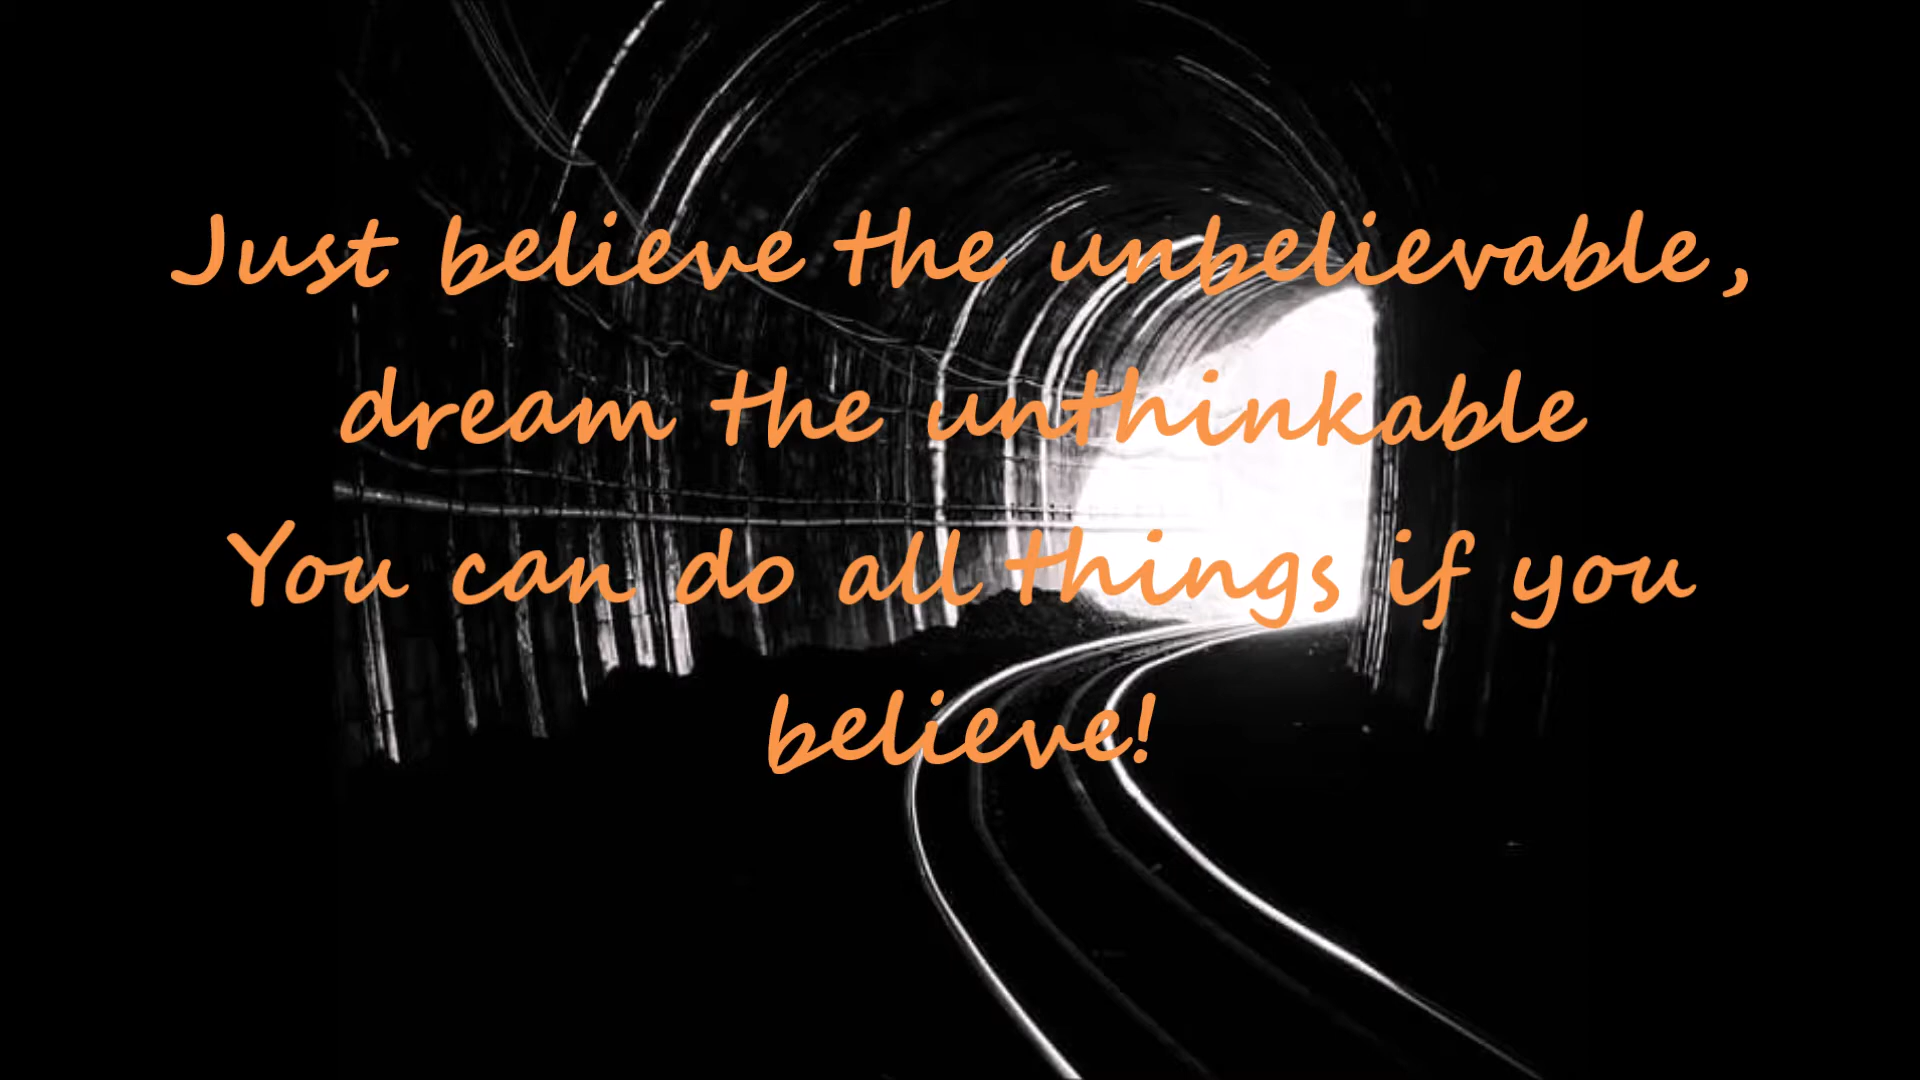 Just believe the unbelievable,
dream the unthinkable
You can do all things if you
believe!